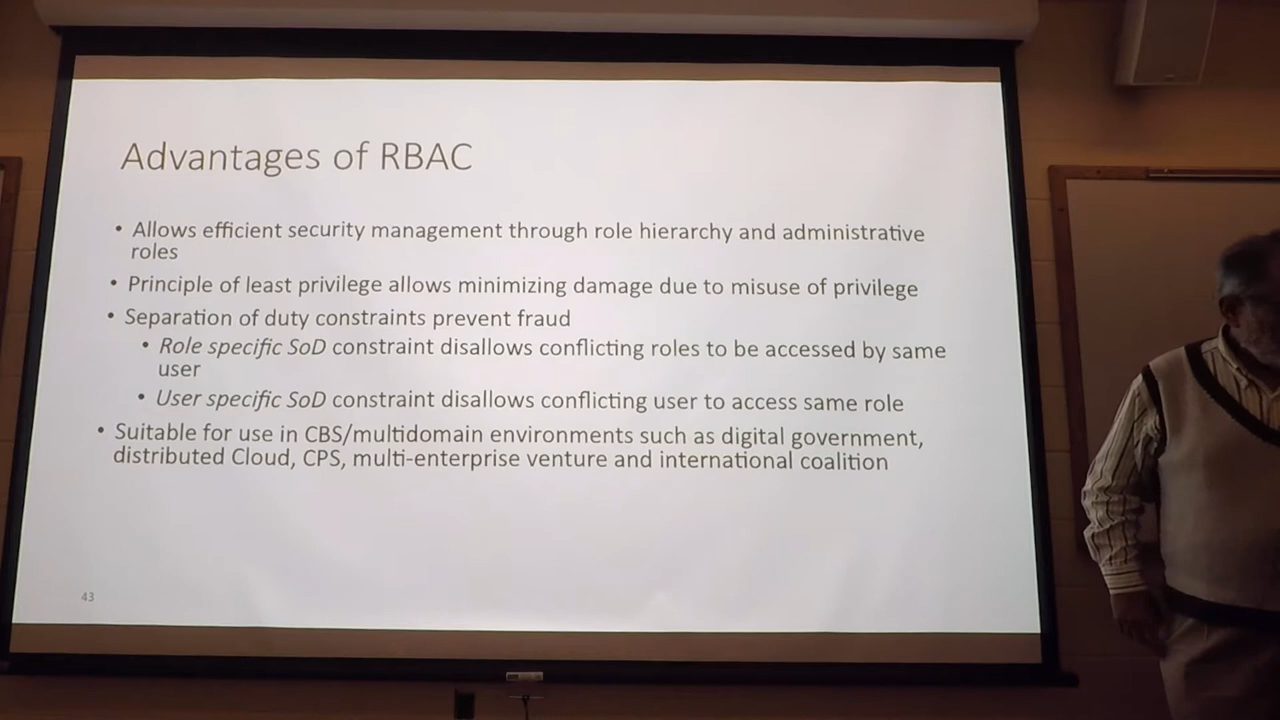 Advantages of RBAC
• Allows efficient security management through role hierarchy and administrative
roles
• Principle of least privilege allows minimizing damage due to misuse of privilege
• Separation of duty constraints prevent fraud
• Role specific SoD constraint disallows conflicting roles to be accessed by same
user
• User specific SoD constraint disallows conflicting user to access same role
• Suitable for use in CBS/multidomain environments such as digital government,
distributed Cloud, CPS, multi-enterprise venture and international coalition
43